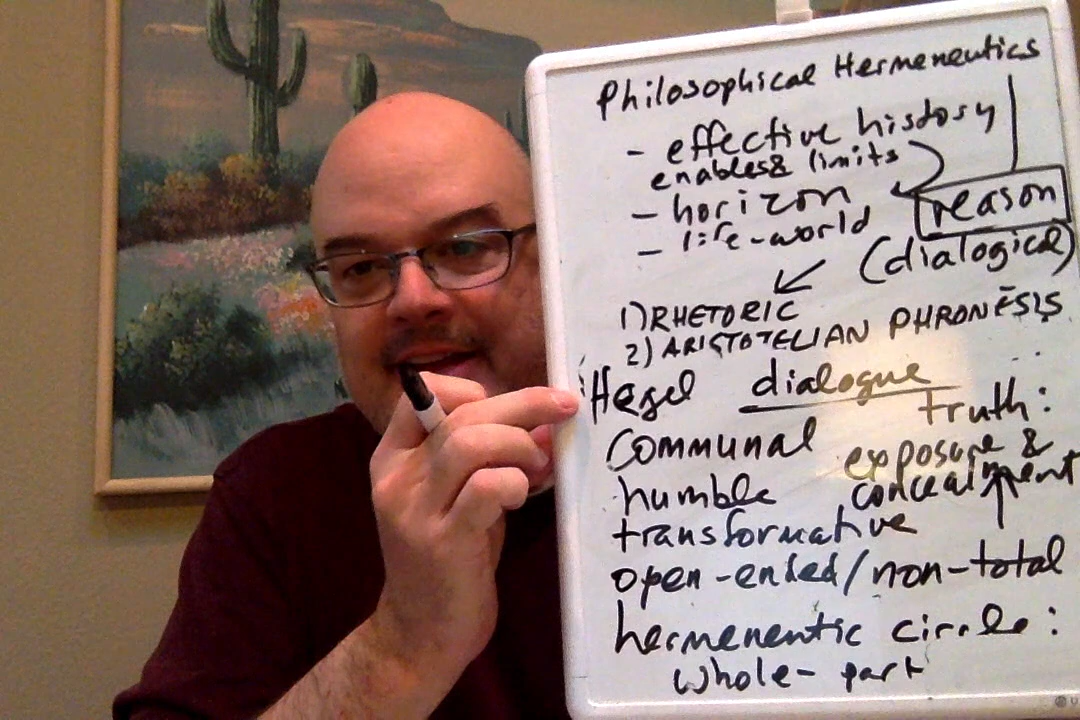 Philosophical Hermeneutics
- effective history
enables & limits
- horizon
reason
- life-world
(dialogical)
1) RHETORIC
2) ARISTOTELIAN PHRONĒSIS
Hegel dialogue
truth:
communal
exposure &
concealment
humble
transformative
open-ended/non-total
hermeneutic circle:
whole-part